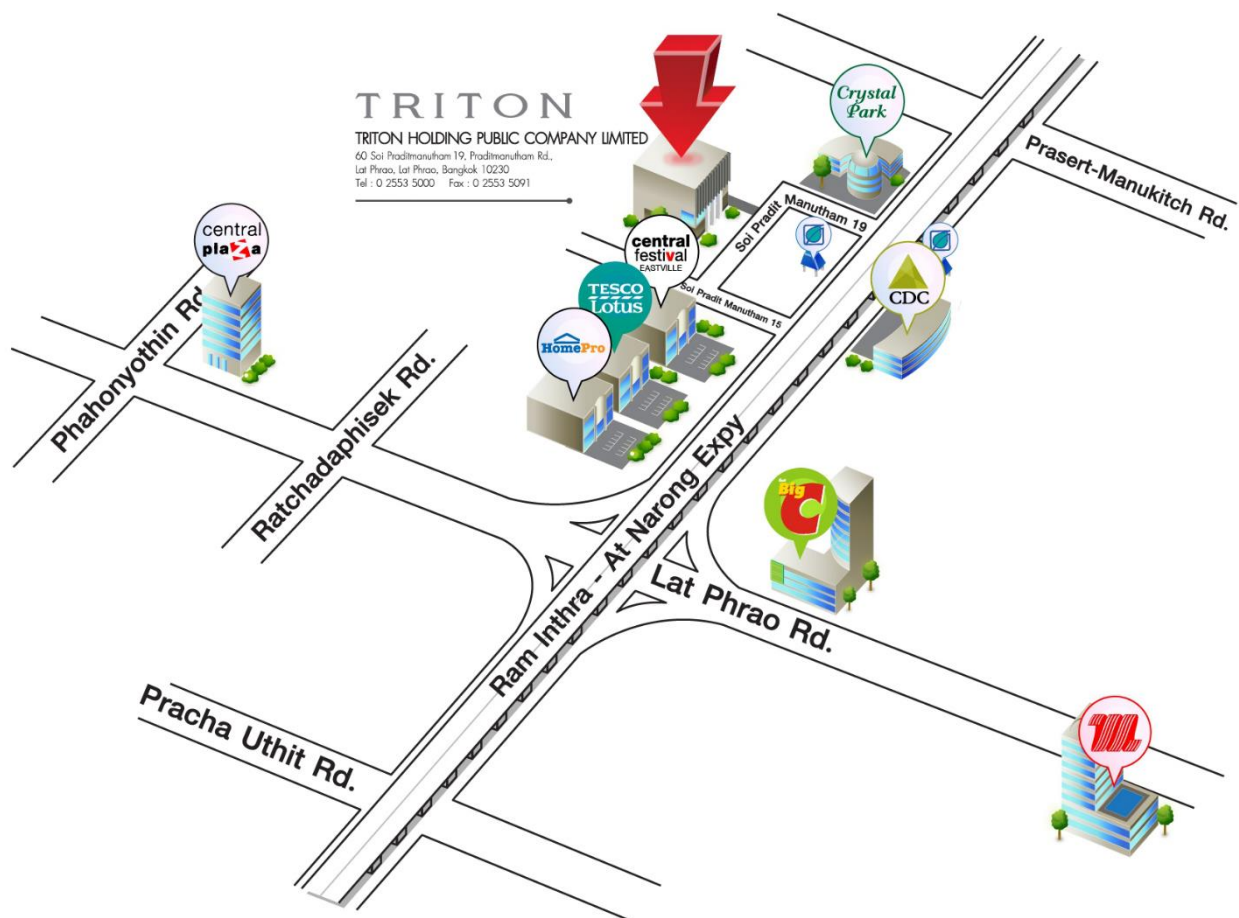 TRITON
TRITON HOLDING PUBLIC COMPANY LIMITED
60 Soi Praditmanutham 19, Praditmanutham Rd.,
Lat Phrao, Lat Phrao, Bangkok 10230
Tel : 0 2553 5000 Fax : 0 2553 5091
Crystal
Park
Prasert-Manukitch Rd.
Soi Pradit Manutham 19
central
plaza
central
festival
EASTVILLE
CDC
TESCO
Lotus
Soi Pradit Manutham 15
HomePro
Phahonyothin Rd.
Ratchadaphisek Rd.
Ram Inthra - At Narong Expy
Big
C
Lat Phrao Rd.
Pracha Uthit Rd.